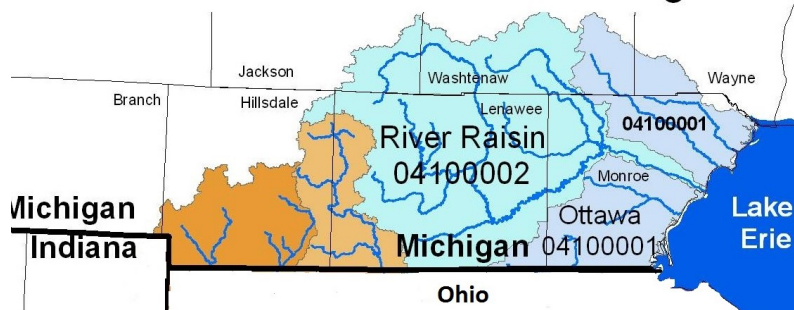 Jackson
Washtenaw
Wayne
Branch
Hillsdale
Lenawee
04100001
River Raisin
04100002
Monroe
Michigan
Indiana
Michigan
Ottawa
04100001
Lake
Erie
Ohio